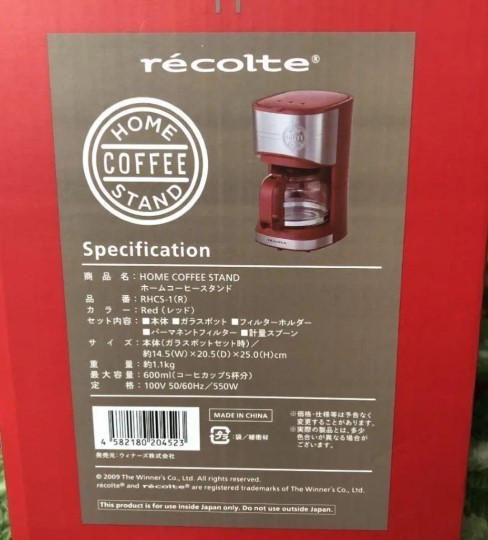 récolte®
HOME
COFFEE
STAND
Specification
商品名：HOME COFFEE STAND
ホームコーヒースタンド
品番：RHCS-1(R)
カラー：Red（レッド）
セット内容：■本体 ■ガラスポット ■フィルターホルダー
■パーマネントフィルター ■計量スプーン
サイズ：本体(ガラスポットセット時)／
約14.5(W)×20.5(D)×25.0(H)cm
重量：約1.1kg
最大容量：600ml(コーヒカップ5杯分)
定格：100V 50/60Hz／550W
4 582180 204523
発売元：ウィナーズ株式会社
MADE IN CHINA
プラ：袋／緩衝材
※価格・仕様等は予告なく
変更することがあります。
※実際の製品とは、多少
色合いが異なる場合が
ございます。
© 2009 The Winner's Co., Ltd. All rights reserved.
récolte® and récolte® are registered trademarks of The Winner's Co., Ltd.
This product is for use inside Japan only. Do not use outside Japan.